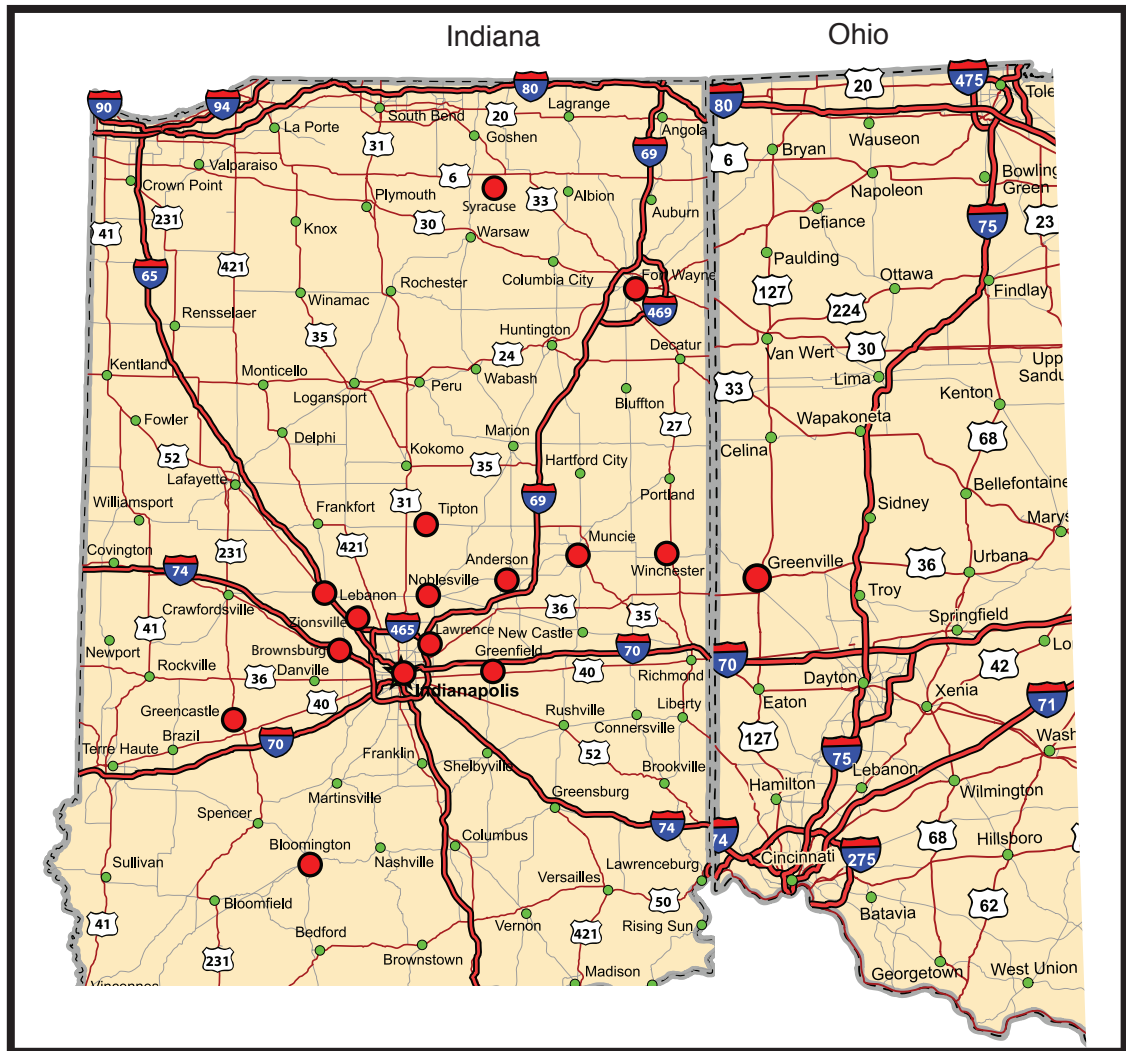 Indiana
Ohio
90
94
80
20
475
Tole
South Bend
20
Lagrange
80
Wauseon
La Porte
31
Goshen
Angola
69
6
Bryan
Valparaiso
6
Bowling
Green
Crown Point
Plymouth
Syracuse
33
Albion
Napoleon
231
Auburn
Defiance
75
23
41
Knox
30
Warsaw
421
Paulding
65
Columbia City
Fort Wayne
Ottawa
Rochester
127
Findlay
Winamac
469
224
Rensselaer
35
Huntington
Van Wert
30
24
Decatur
Upp
Sandu
Kentland
Monticello
Wabash
Lima
Logansport
Peru
33
Kenton
Bluffton
Fowler
Wapakoneta
27
Delphi
Marion
68
Celina
52
Kokomo
35
Hartford City
Lafayette
Portland
Bellefontaine
Williamsport
31
69
Frankfort
Tipton
Sidney
Marys
421
Muncie
231
Covington
Anderson
Winchester
Greenville
36
Urbana
74
Noblesville
Lebanon
Crawfordsville
Troy
36
35
Zionsville
Springfield
41
465
Lawrence
New Castle
Newport
Brownsburg
Greenfield
70
Lo
Rockville
36
Danville
40
Richmond
70
42
Dayton
Indianapolis
Xenia
40
Eaton
71
Greencastle
Rushville
Liberty
Connersville
Brazil
70
127
Terre Haute
Franklin
52
75
Wash
Shelbyville
Lebanon
Brookville
Hamilton
Martinsville
Greensburg
Wilmington
Spencer
74
74
68
Columbus
Hillsboro
Bloomington
Nashville
Cincinnati
275
Sullivan
Lawrenceburg
Versailles
Bloomfield
50
62
Batavia
41
Vernon
Rising Sun
Bedford
421
231
Brownstown
Georgetown
West Union
Madison